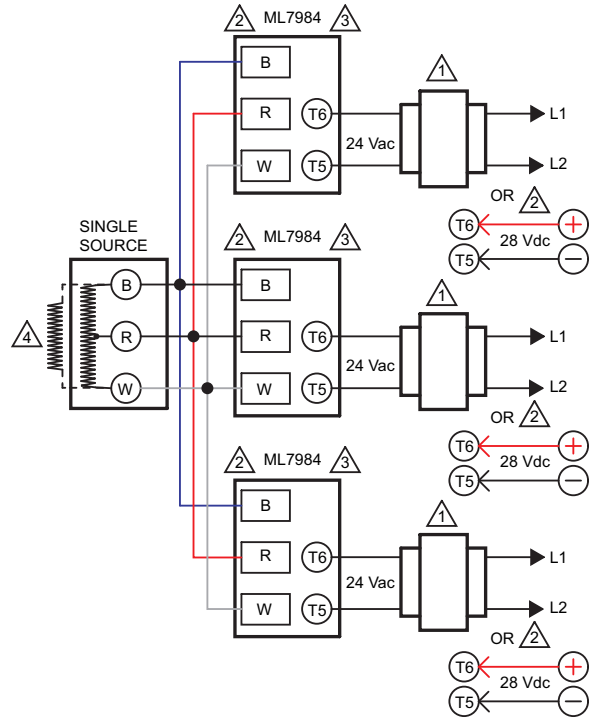 2 ML7984 3
B
R T6
W T5
24 Vac
1
L1
L2
OR 2
T6 +
28 Vdc
T5 −
SINGLE
SOURCE
4
B
R
W
2 ML7984 3
B
R T6
W T5
24 Vac
1
L1
L2
OR 2
T6 +
28 Vdc
T5 −
2 ML7984 3
B
R T6
W T5
24 Vac
1
L1
L2
OR 2
T6 +
28 Vdc
T5 −